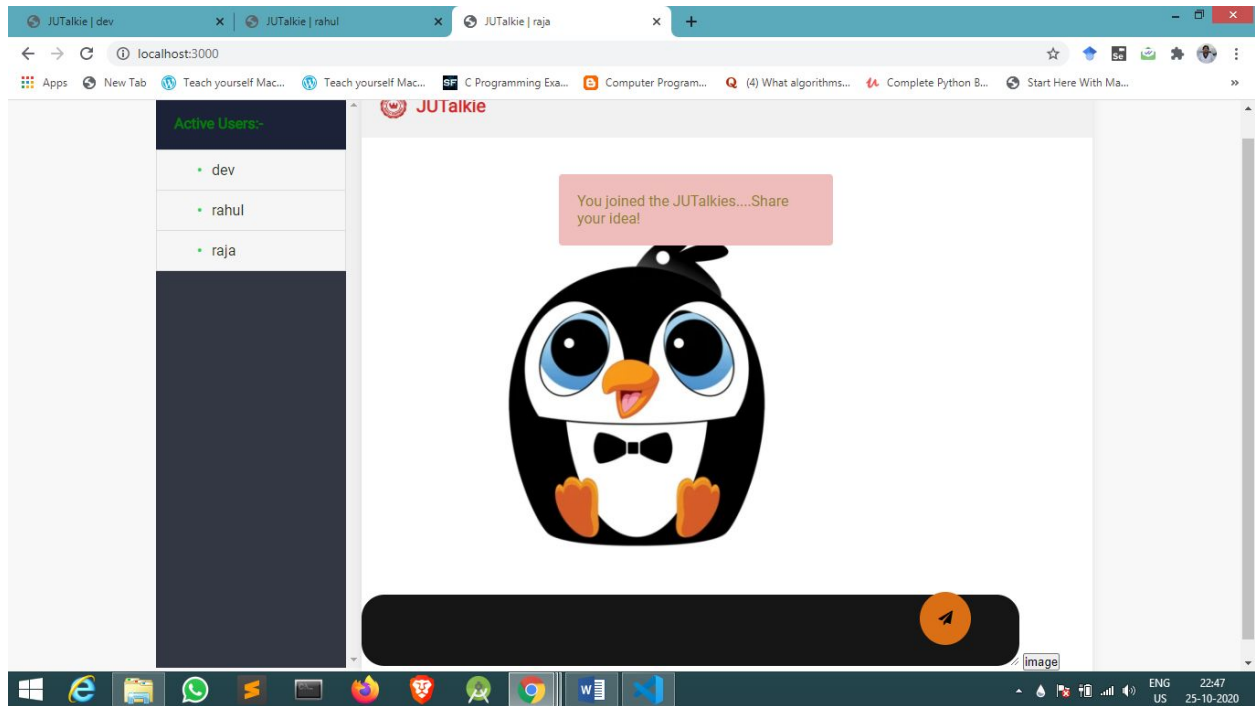 JUTalkie | dev
JUTalkie | rahul
JUTalkie | raja
localhost:3000
Apps
New Tab
Teach yourself Mac...
Teach yourself Mac...
SF C Programming Exa...
Computer Program...
(4) What algorithms...
Complete Python B...
Start Here With Ma...
»
Active Users:-
dev
rahul
raja
JUTalkie
You joined the JUTalkies....Share
your idea!
image
ENG
US
22:47
25-10-2020